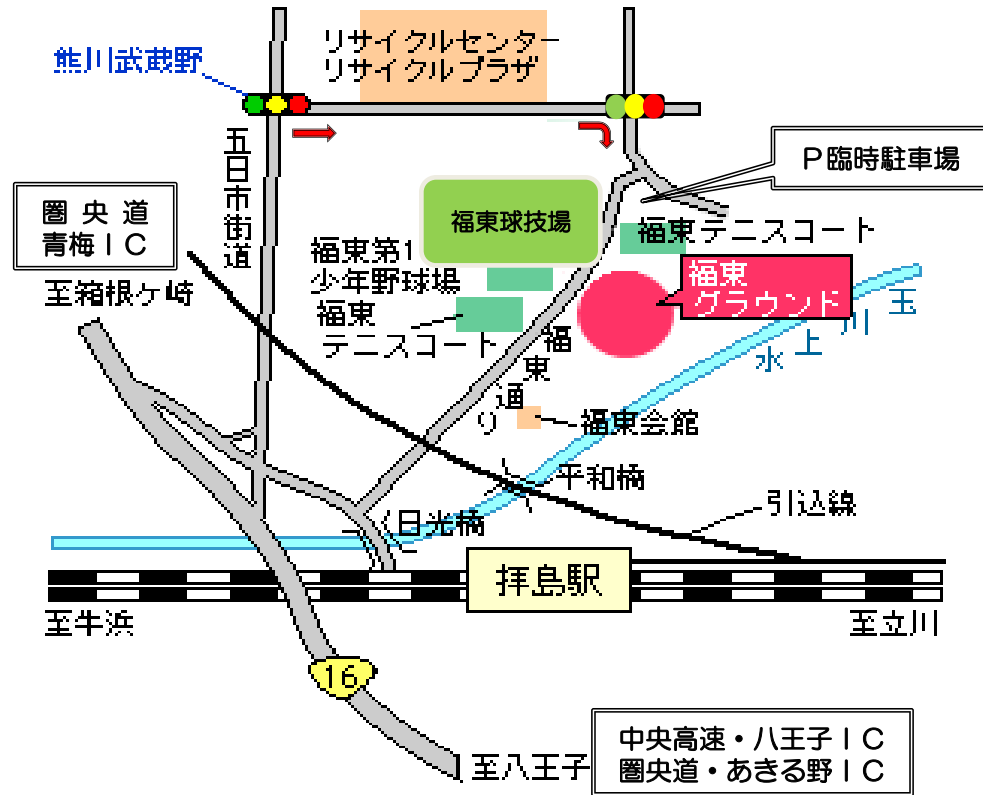 リサイクルセンター
リサイクルプラザ
熊川武蔵野
五日市街道
P臨時駐車場
圏央道
青梅IC
福東球技場
福東テニスコート
福東第1
少年野球場
福東
グラウンド
至箱根ケ崎
福東
テニスコート
玉川上水
福東通り
福東会館
平和橋
引込線
日光橋
拝島駅
至牛浜
至立川
16
中央高速・八王子IC
圏央道・あきる野IC
至八王子